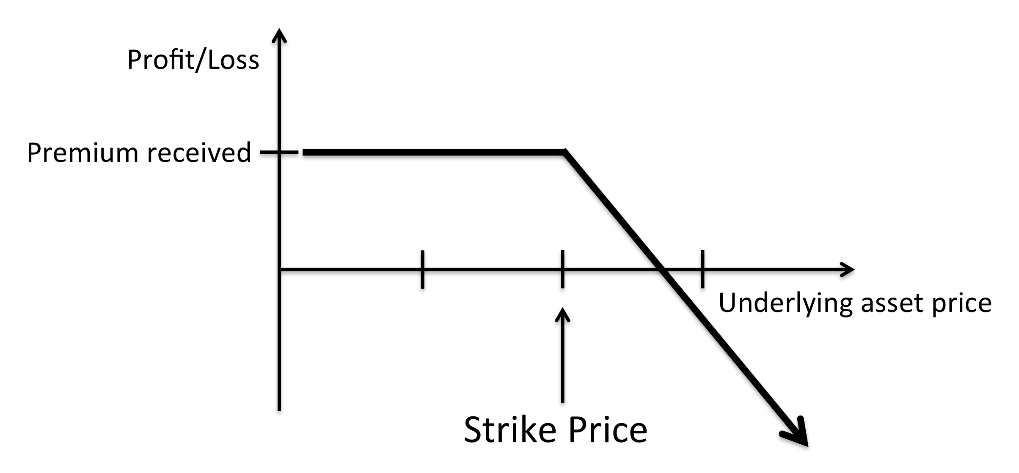 Profit/Loss
Premium received
Underlying asset price
Strike Price